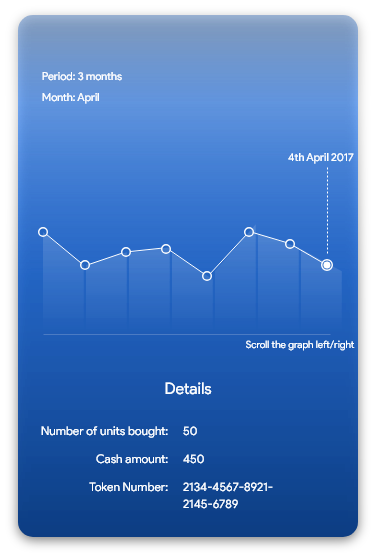 Period: 3 months
Month: April
4th April 2017
Scroll the graph left/right
Details
Number of units bought: 50
Cash amount: 450
Token Number: 2134-4567-8921-
2145-6789